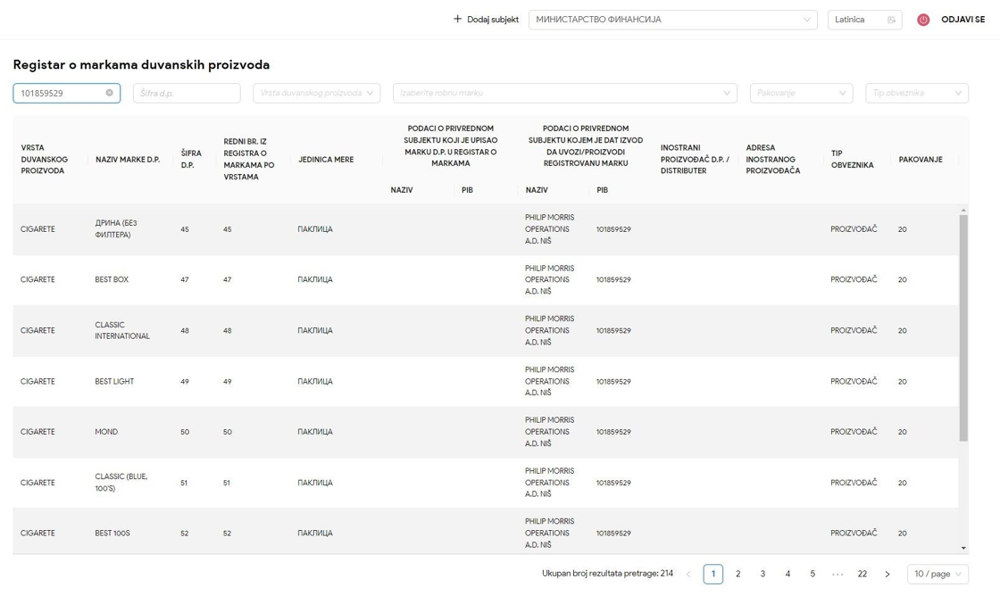 + Dodaj subjekt
МИНИСТАРСТВО ФИНАНСИЈА
Latinica
ODJAVI SE
Registar o markama duvanskih proizvoda
101859529
Šifra d.p.
Vrsta duvanskog proizvoda
Izaberite robnu marku
Pakovanje
Tip obveznika
VRSTA
DUVANSKOG
PROIZVODA
NAZIV MARKE D.P.
ŠIFRA
D.P.
REDNI BR. IZ
REGISTRA O
MARKAMA PO
VRSTAMA
JEDINICA MERE
PODACI O PRIVREDNOM
SUBJEKTU KOJI JE UPISAO
MARKU D.P. U REGISTAR O
MARKAMA
NAZIV
PIB
PODACI O PRIVREDNOM
SUBJEKTU KOJEM JE DAT IZVOD
DA UVOZI/PROIZVODI
REGISTROVANU MARKU
NAZIV
PIB
INOSTRANI
PROIZVOĐAČ D.P. /
DISTRIBUTER
ADRESA
INOSTRANOG
PROIZVOĐAČA
TIP
OBVEZNIKA
PAKOVANJE
CIGARETE
ДРИНА (БЕЗ
ФИЛТЕРА)
45
45
ПАКЛИЦА
PHILIP MORRIS
OPERATIONS
A.D. NIŠ
101859529
PROIZVOĐAČ
20
CIGARETE
BEST BOX
47
47
ПАКЛИЦА
PHILIP MORRIS
OPERATIONS
A.D. NIŠ
101859529
PROIZVOĐAČ
20
CIGARETE
CLASSIC
INTERNATIONAL
48
48
ПАКЛИЦА
PHILIP MORRIS
OPERATIONS
A.D. NIŠ
101859529
PROIZVOĐAČ
20
CIGARETE
BEST LIGHT
49
49
ПАКЛИЦА
PHILIP MORRIS
OPERATIONS
A.D. NIŠ
101859529
PROIZVOĐAČ
20
CIGARETE
MOND
50
50
ПАКЛИЦА
PHILIP MORRIS
OPERATIONS
A.D. NIŠ
101859529
PROIZVOĐAČ
20
CIGARETE
CLASSIC (BLUE,
100'S)
51
51
ПАКЛИЦА
PHILIP MORRIS
OPERATIONS
A.D. NIŠ
101859529
PROIZVOĐAČ
20
CIGARETE
BEST 100S
52
52
ПАКЛИЦА
PHILIP MORRIS
OPERATIONS
A.D. NIŠ
101859529
PROIZVOĐAČ
20
Ukupan broj rezultata pretrage: 214
< 1 2 3 4 5 ••• 22 >
10 / page